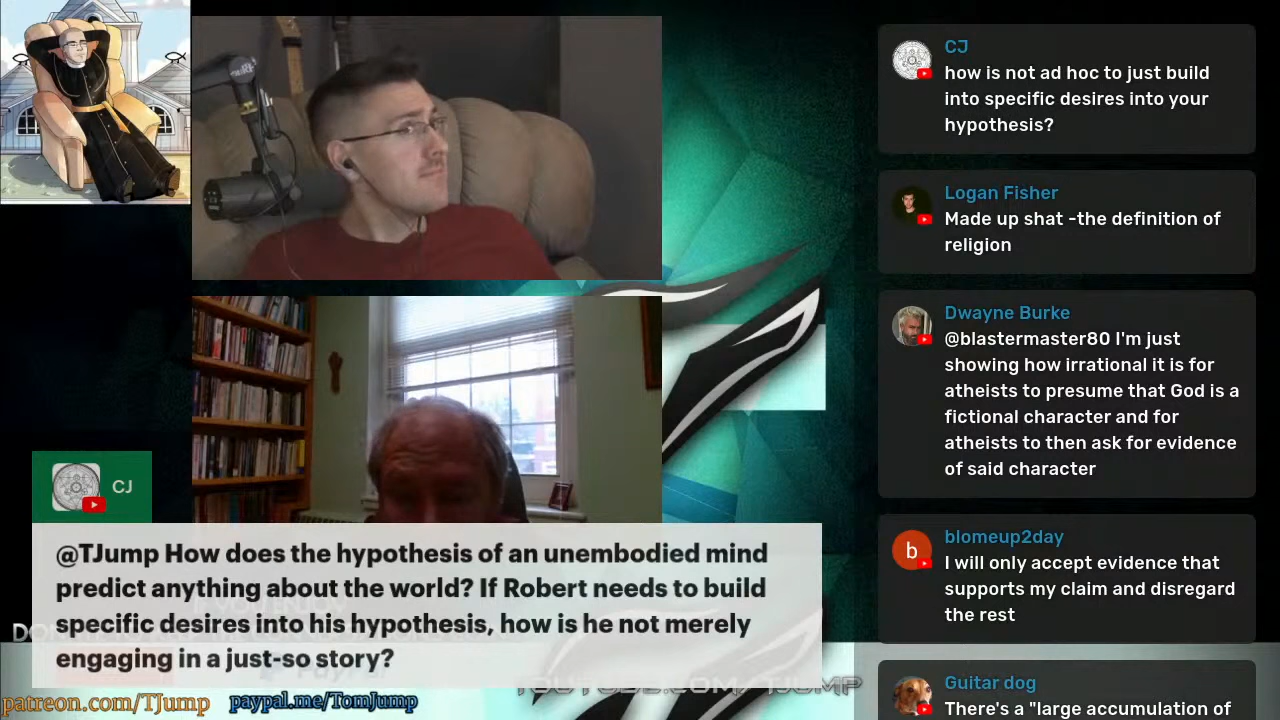 CJ
how is not ad hoc to just build
into specific desires into your
hypothesis?
Logan Fisher
Made up shat -the definition of
religion
Dwayne Burke
@blastermaster80 I'm just
showing how irrational it is for
atheists to presume that God is a
fictional character and for
atheists to then ask for evidence
of said character
blomeup2day
I will only accept evidence that
supports my claim and disregard
the rest
Guitar dog
There's a "large accumulation of
b
CJ
@TJump How does the hypothesis of an unembodied mind
predict anything about the world? If Robert needs to build
specific desires into his hypothesis, how is he not merely
engaging in a just-so story?
patreon.com/TJump
paypal.me/TomJump
YOUTUBE.COM/TJUMP